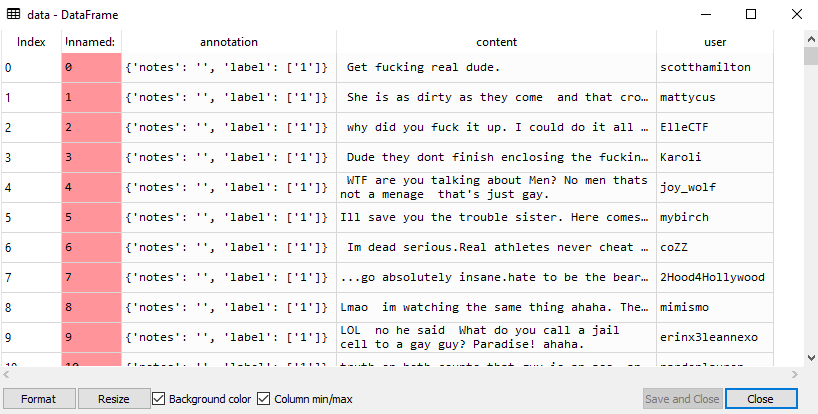 data - DataFrame
Index !nnamed: annotation content user
0 0 {'notes': '', 'label': ['1']} Get fucking real dude. scotthamilton
1 1 {'notes': '', 'label': ['1']} She is as dirty as they come and that cro… mattycus
2 2 {'notes': '', 'label': ['1']} why did you fuck it up. I could do it all … ElleCTF
3 3 {'notes': '', 'label': ['1']} Dude they dont finish enclosing the fuckin… Karoli
4 4 {'notes': '', 'label': ['1']} WTF are you talking about Men? No men thats
not a menage that's just gay. joy_wolf
5 5 {'notes': '', 'label': ['1']} Ill save you the trouble sister. Here comes… mybirch
6 6 {'notes': '', 'label': ['1']} Im dead serious.Real athletes never cheat … coZZ
7 7 {'notes': '', 'label': ['1']} ...go absolutely insane.hate to be the bear… 2Hood4Hollywood
8 8 {'notes': '', 'label': ['1']} Lmao im watching the same thing ahaha. The… mimismo
9 9 {'notes': '', 'label': ['1']} LOL no he said What do you call a jail
cell to a gay guy? Paradise! ahaha. erinx3leannexo
Format Resize Background color Column min/max Save and Close Close